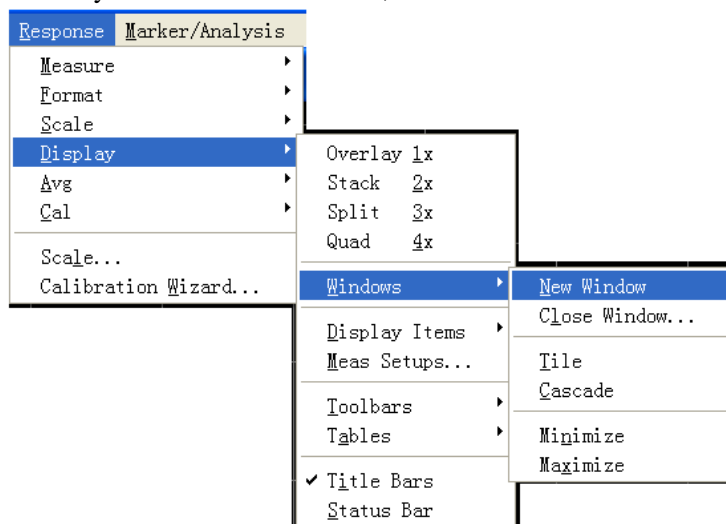 Response Marker/Analysis
Measure
Format
Scale
Display
Avg
Cal
Scale...
Calibration Wizard...
Overlay 1x
Stack 2x
Split 3x
Quad 4x
Windows
Display Items
Meas Setups...
Toolbars
Tables
Title Bars
Status Bar
New Window
Close Window...
Tile
Cascade
Minimize
Maximize